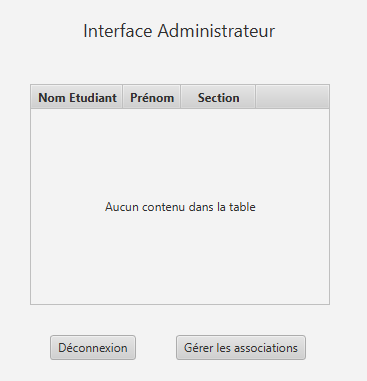 Interface Administrateur
Nom Etudiant Prénom Section
Aucun contenu dans la table
Déconnexion Gérer les associations